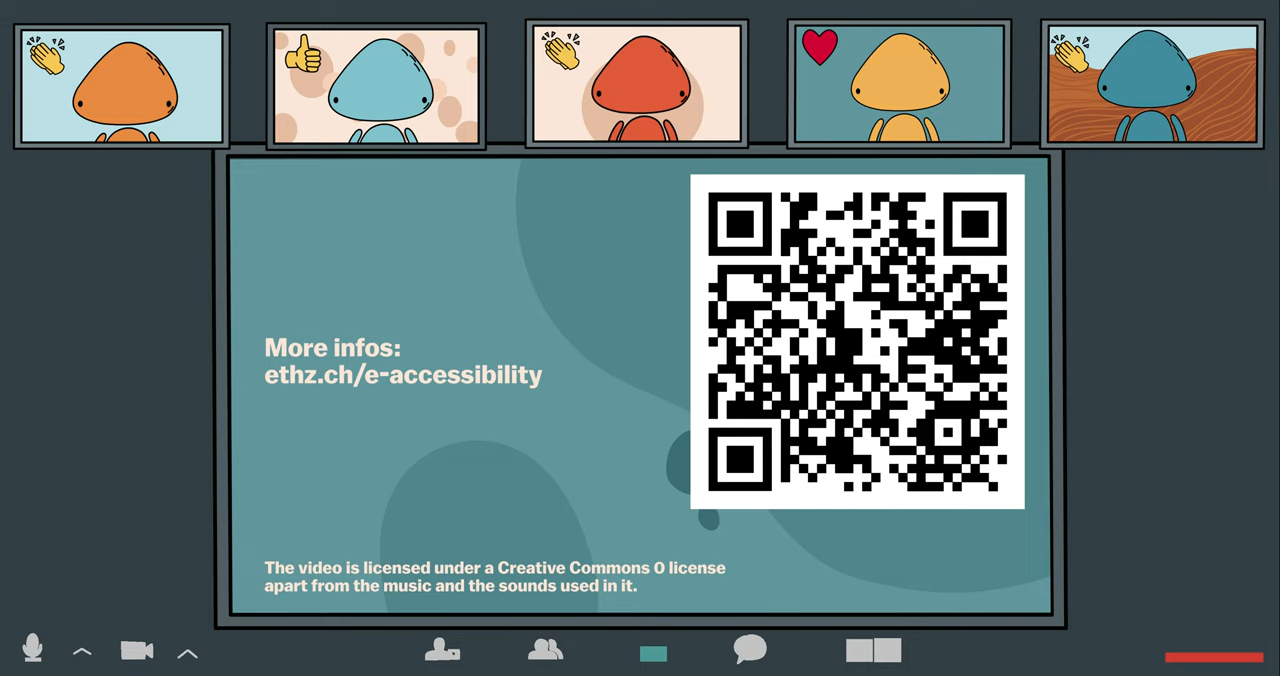 More infos:
ethz.ch/e-accessibility
The video is licensed under a Creative Commons 0 license
apart from the music and the sounds used in it.